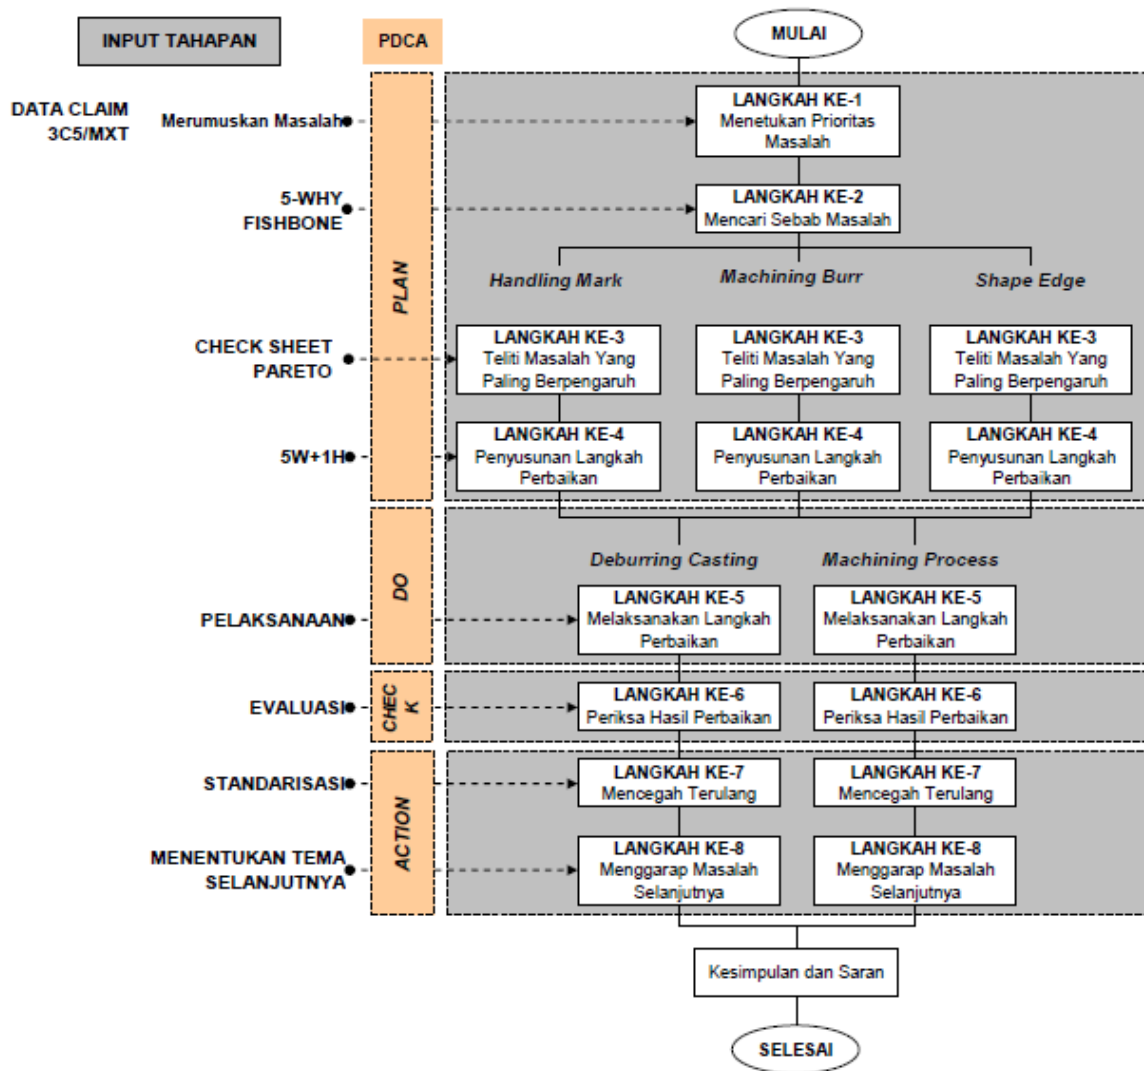 INPUT TAHAPAN
PDCA
MULAI
DATA CLAIM
3C5/MXT
Merumuskan Masalah
LANGKAH KE-1
Menetukan Prioritas
Masalah
5-WHY
FISHBONE
LANGKAH KE-2
Mencari Sebab Masalah
PLAN
Handling Mark
Machining Burr
Shape Edge
CHECK SHEET
PARETO
LANGKAH KE-3
Teliti Masalah Yang
Paling Berpengaruh
LANGKAH KE-3
Teliti Masalah Yang
Paling Berpengaruh
LANGKAH KE-3
Teliti Masalah Yang
Paling Berpengaruh
5W+1H
LANGKAH KE-4
Penyusunan Langkah
Perbaikan
LANGKAH KE-4
Penyusunan Langkah
Perbaikan
LANGKAH KE-4
Penyusunan Langkah
Perbaikan
DO
Deburring Casting
Machining Process
PELAKSANAAN
LANGKAH KE-5
Melaksanakan Langkah
Perbaikan
LANGKAH KE-5
Melaksanakan Langkah
Perbaikan
EVALUASI
CHEC
K
LANGKAH KE-6
Periksa Hasil Perbaikan
LANGKAH KE-6
Periksa Hasil Perbaikan
STANDARISASI
ACTION
LANGKAH KE-7
Mencegah Terulang
LANGKAH KE-7
Mencegah Terulang
MENENTUKAN TEMA
SELANJUTNYA
LANGKAH KE-8
Menggarap Masalah
Selanjutnya
LANGKAH KE-8
Menggarap Masalah
Selanjutnya
Kesimpulan dan Saran
SELESAI